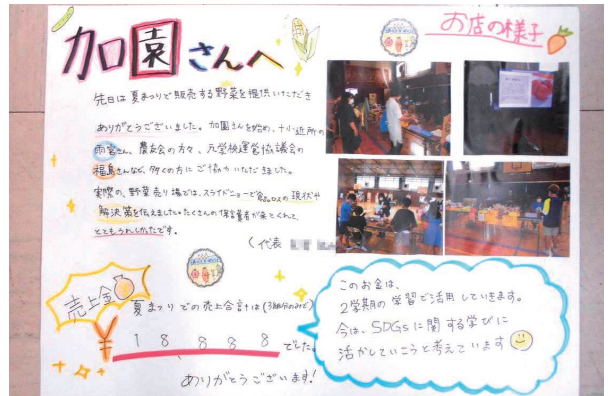 加園さんへ
先日は夏まつりで販売する野菜を提供いただき
ありがとうございました。加園さんを始め、十小近所の
雨宮さん、農友会の方々、元学校運営協議会の
福島さんなど、多くの方にご協力いただきました。
実際の、野菜売り場では、スライドショーで食品ロスの現状や
解決策を伝えました。たくさんの保護者が来てくれて、
とてもうれしかったです。
(代表
お店の様子
売上金
夏まつりでの売上合計は(3組分のみで)
¥18,888でした。
ありがとうございます!
このお金は、
2学期の学習で活用していきます。
今は、SDGsに関する学びに
活かしていこうと考えています